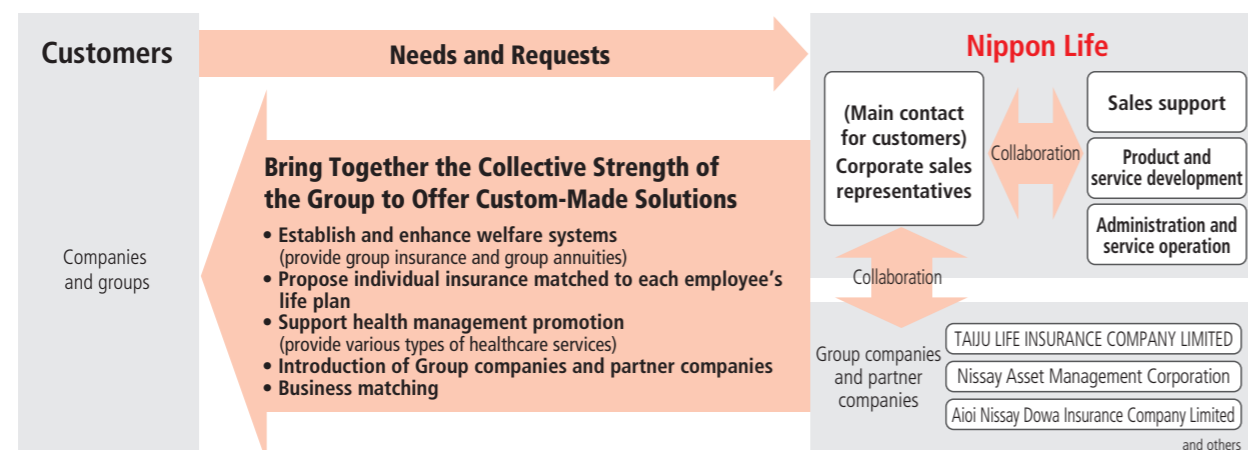 Customers
Companies
and groups
Needs and Requests
Bring Together the Collective Strength of
the Group to Offer Custom-Made Solutions
• Establish and enhance welfare systems
(provide group insurance and group annuities)
• Propose individual insurance matched to each employee's
life plan
• Support health management promotion
(provide various types of healthcare services)
• Introduction of Group companies and partner companies
• Business matching
Nippon Life
(Main contact
for customers)
Corporate sales
representatives
Collaboration
Sales support
Product and
service development
Administration and
service operation
Collaboration
Group companies
and partner
companies
TAIJU LIFE INSURANCE COMPANY LIMITED
Nissay Asset Management Corporation
Aioi Nissay Dowa Insurance Company Limited
and others